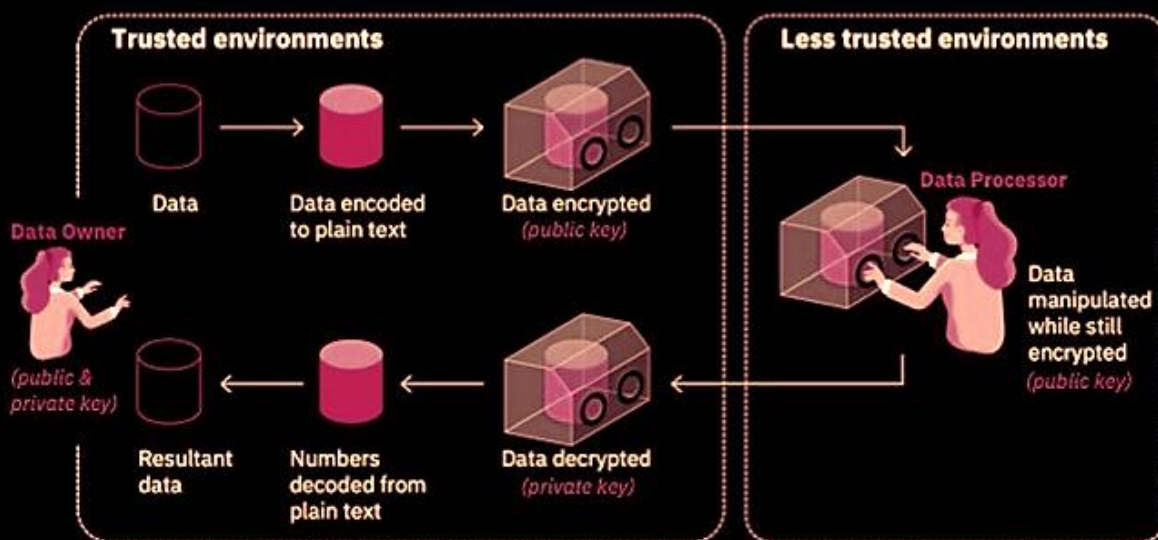 Trusted environments
Less trusted environments
Data
Data encoded
to plain text
Data encrypted
(public key)
Data Owner
(public &
private key)
Data Processor
Data
manipulated
while still
encrypted
(public key)
Resultant
data
Numbers
decoded from
plain text
Data decrypted
(private key)